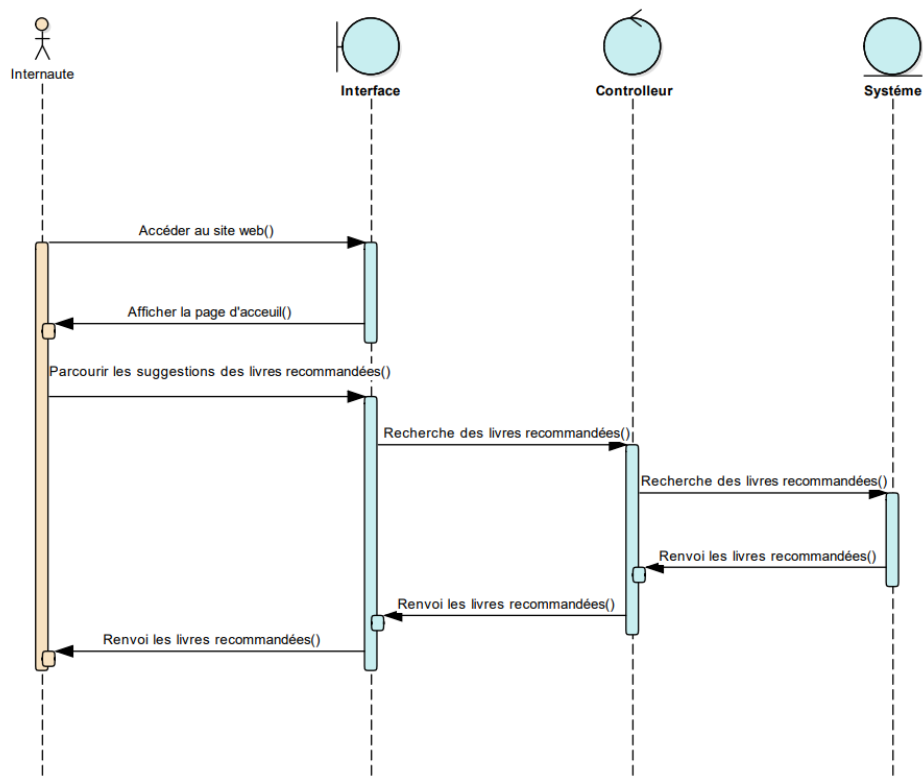 Internaute
Interface
Controlleur
Systéme
Accéder au site web()
Afficher la page d'acceuil()
Parcourir les suggestions des livres recommandées()
Recherche des livres recommandées()
Recherche des livres recommandées()
Renvoi les livres recommandées()
Renvoi les livres recommandées()
Renvoi les livres recommandées()